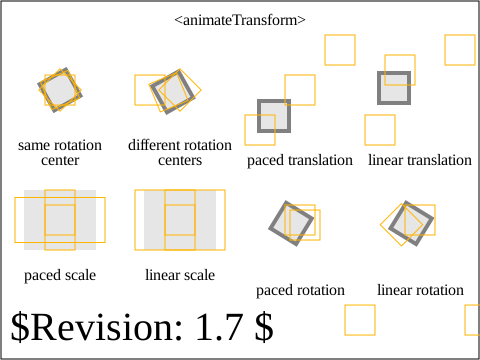 <animateTransform>
same rotation
center
different rotation
centers
paced translation
linear translation
paced scale
linear scale
paced rotation
linear rotation
$Revision: 1.7 $